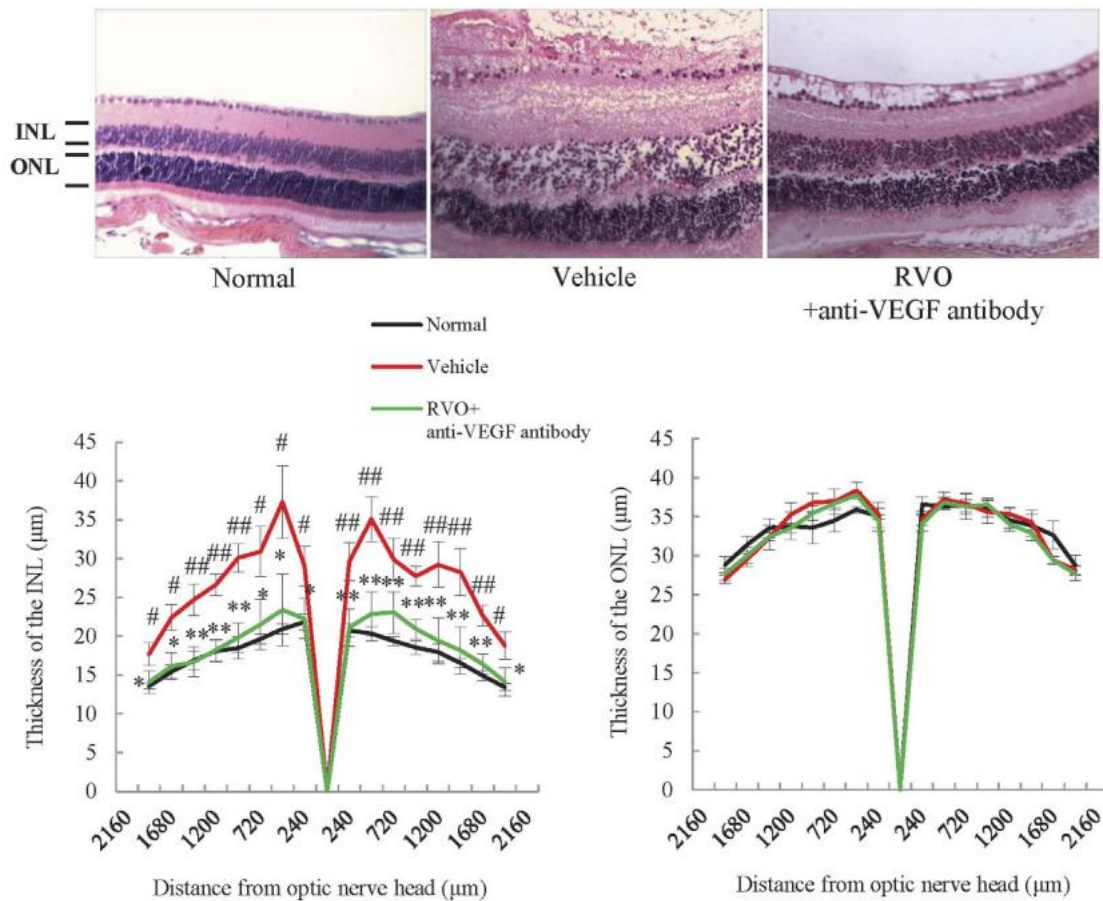 INL
ONL
Normal
Vehicle
RVO
+anti-VEGF antibody
Normal
Vehicle
RVO+
anti-VEGF antibody
Thickness of the INL (μm)
45
40
35
30
25
20
15
10
5
0
# # ## ## ## # # # ## ## ## ## ## ## ## #
* * ** ** ** * * * ** ** ** ** ** ** ** *
2160 1680 1200 720 240 240 720 1200 1680 2160
Distance from optic nerve head (μm)
Thickness of the ONL (μm)
45
40
35
30
25
20
15
10
5
0
2160 1680 1200 720 240 240 720 1200 1680 2160
Distance from optic nerve head (μm)